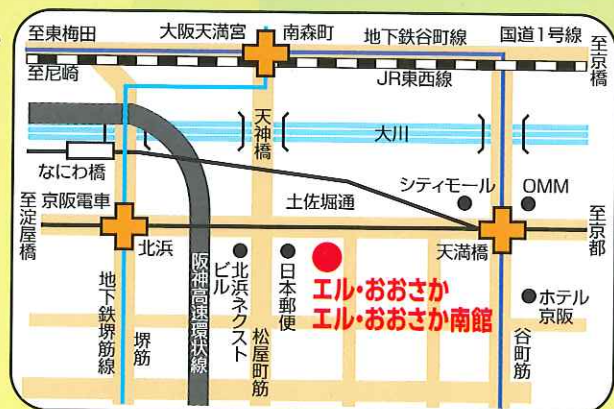 至東梅田
大阪天満宮
南森町
地下鉄谷町線
国道1号線
至京橋
至尼崎
JR東西線
天神橋
大川
なにわ橋
シティモール
OMM
至淀屋橋
京阪電車
土佐堀通
至京都
北浜
天満橋
阪神高速環状線
北浜ネクスト
ビル
日本郵便
エル・おおさか
エル・おおさか南館
ホテル
京阪
地下鉄堺筋線
堺筋
松屋町筋
谷町筋